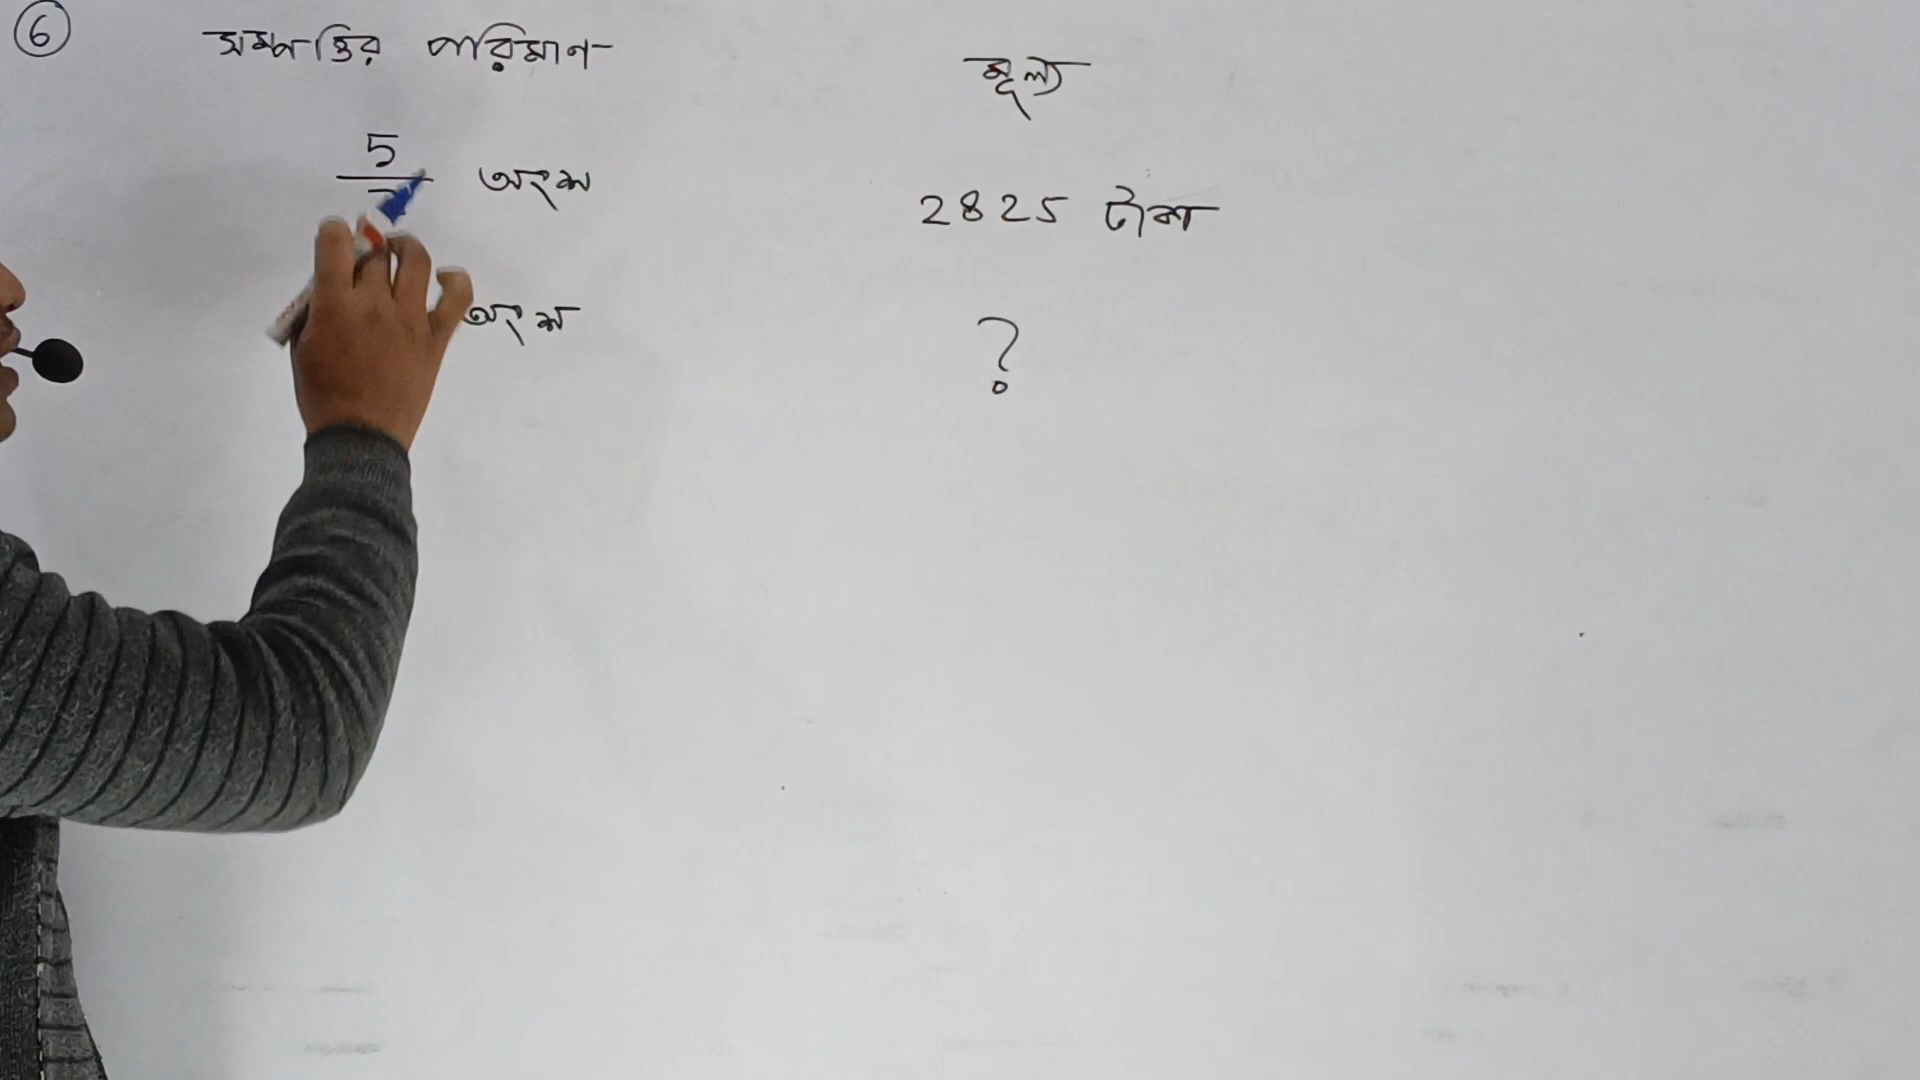 6 সম্পত্তির পরিমান মূল্য
5 অংশ 2825 টাকা
অংশ ?